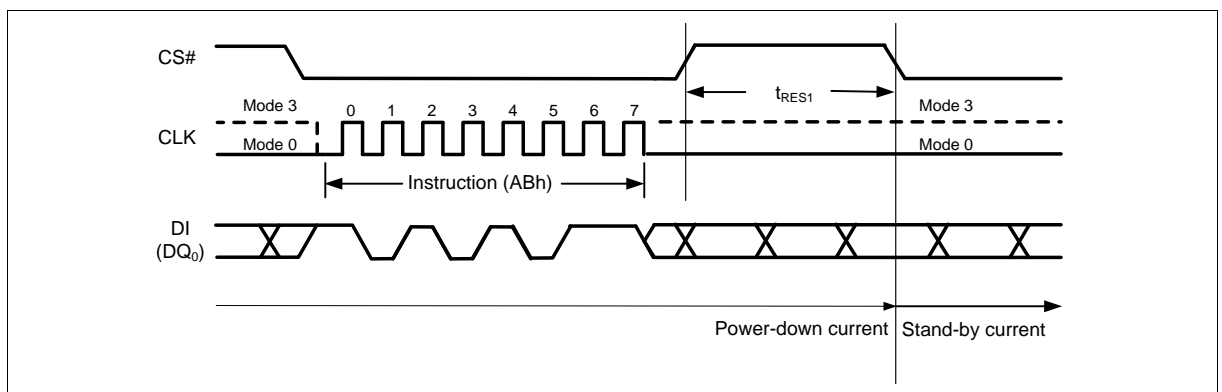 CS#
tRES1
Mode 3
0 1 2 3 4 5 6 7
Mode 3
CLK
Mode 0
Mode 0
Instruction (ABh)
DI
(DQ0)
Power-down current
Stand-by current